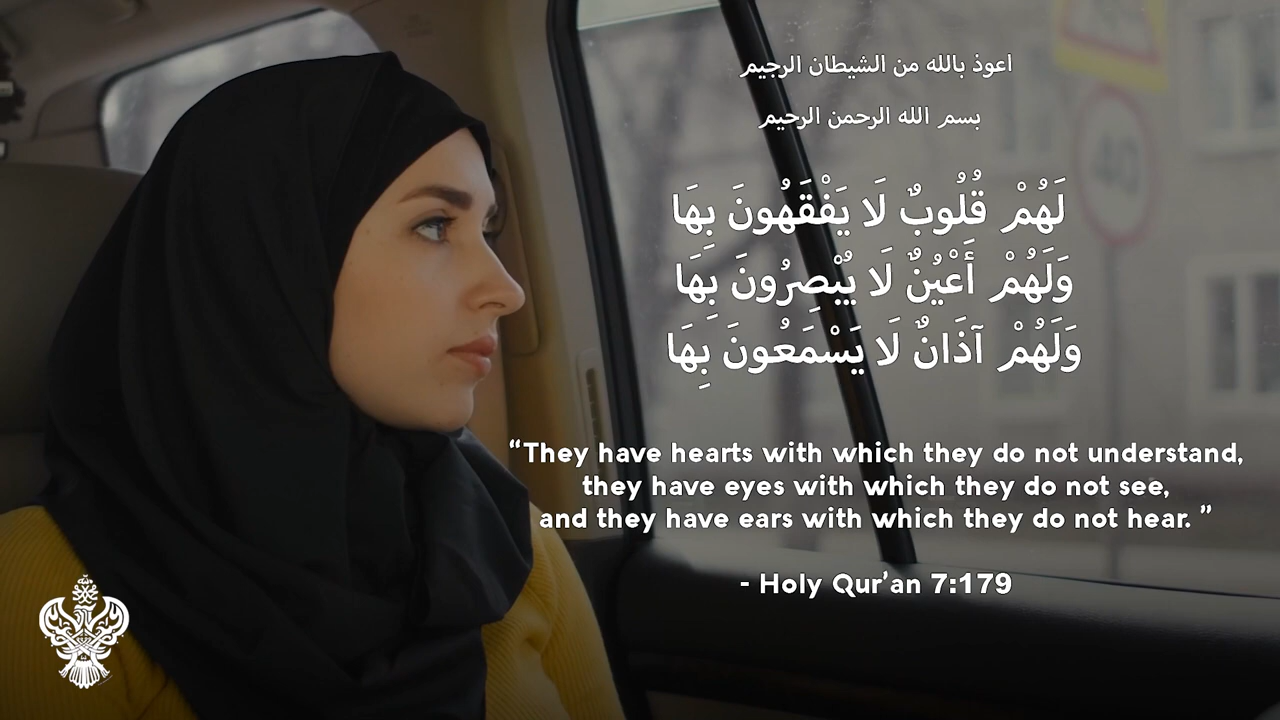 اعوذ بالله من الشيطان الرجيم
بسم الله الرحمن الرحيم
لَهُمْ قُلُوبٌ لَا يَفْقَهُونَ بِهَا
وَلَهُمْ أَعْيُنٌ لَا يُبْصِرُونَ بِهَا
وَلَهُمْ آذَانٌ لَا يَسْمَعُونَ بِهَا
“They have hearts with which they do not understand,
they have eyes with which they do not see,
and they have ears with which they do not hear. ”
- Holy Qur’an 7:179
40